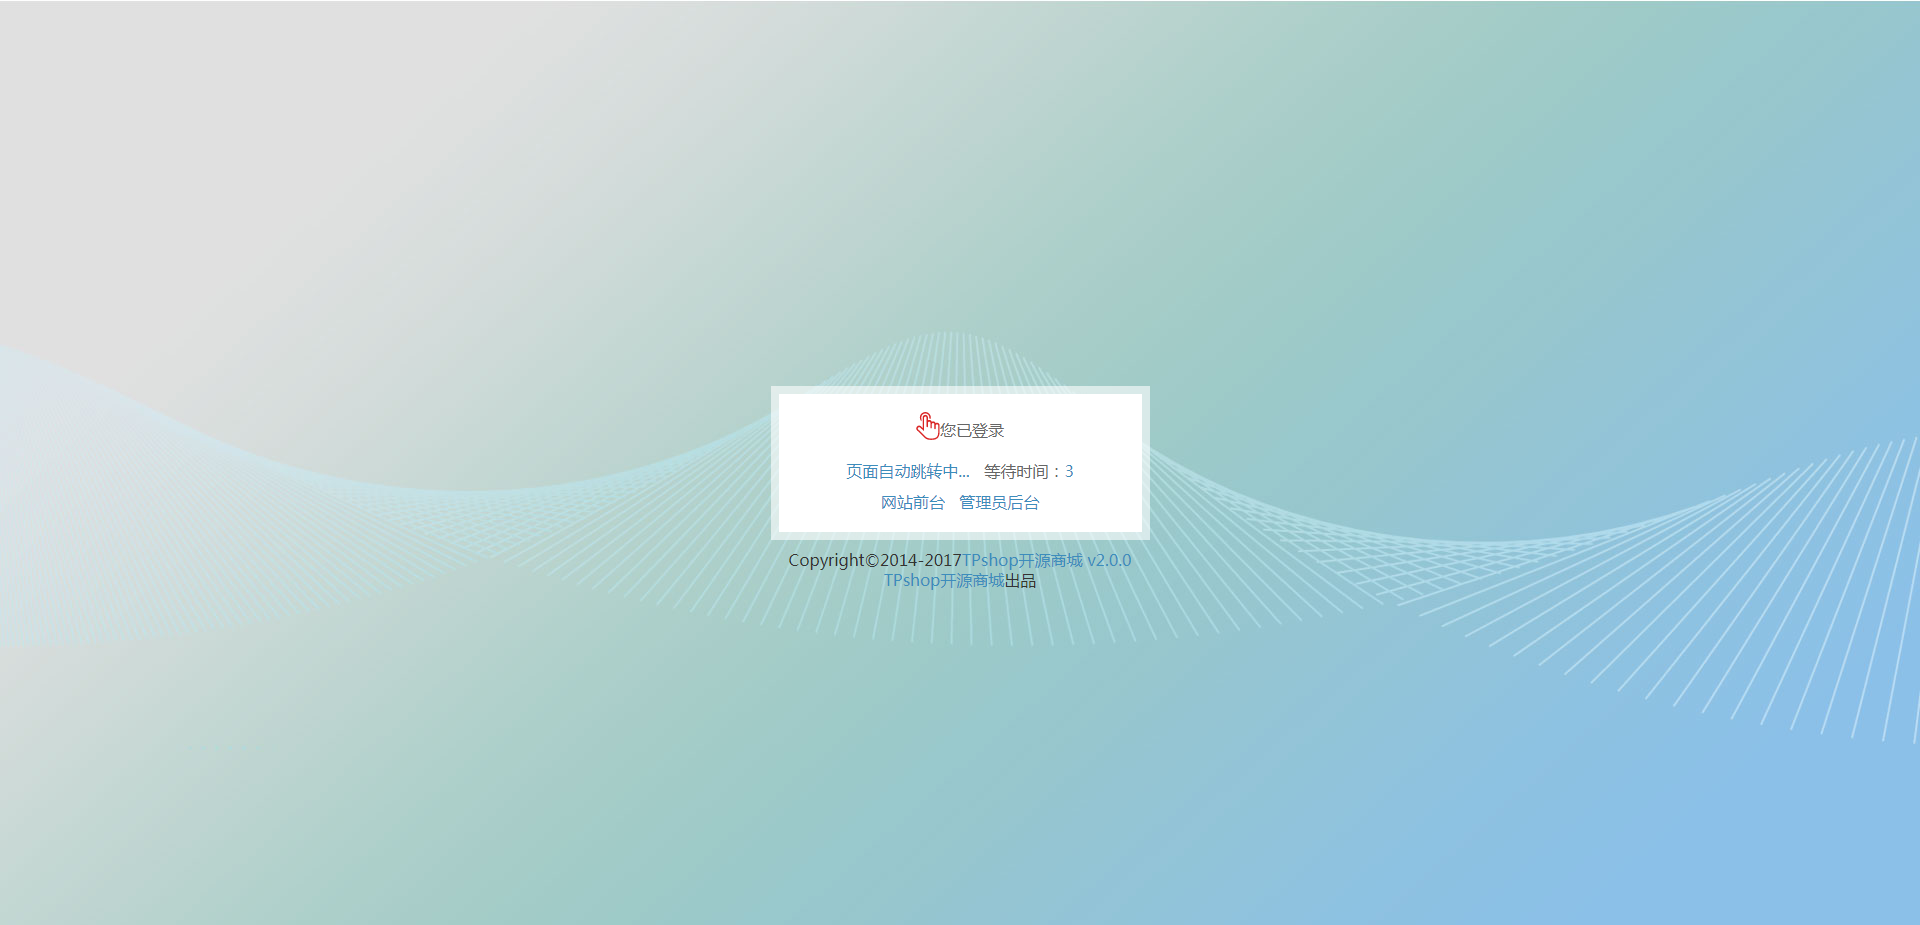 您已登录
页面自动跳转中... 等待时间：3
网站前台 管理员后台
Copyright©2014-2017TPshop开源商城 v2.0.0
TPshop开源商城出品